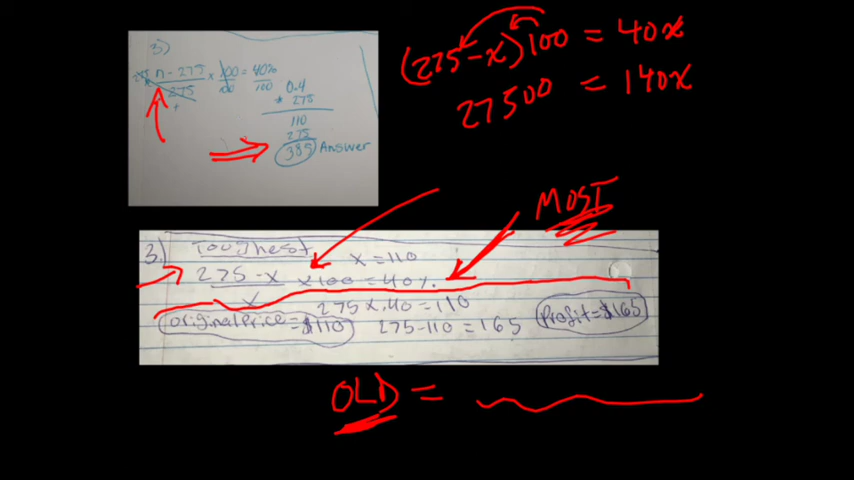 3)
n - 275 x 100 = 40%
275 100
0.4
275
110
275
385 Answer
(275 - x) 100 = 40x
27500 = 140x
MOST
3.) Toughest
x = 110
275 - x x 100 = 40%
x
275 x .40 = 110
original Price = $110 275 - 110 = 165 Profit = $165
OLD =